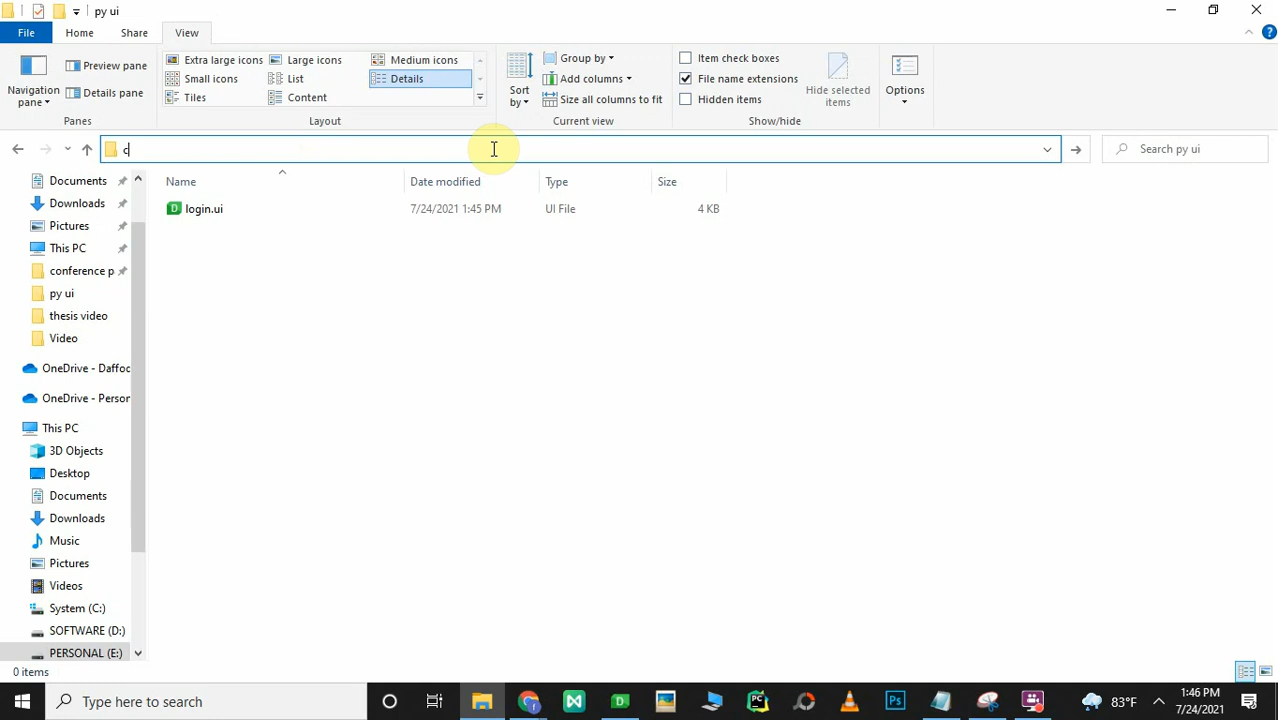 py ui
File Home Share View
Navigation pane
Preview pane
Details pane
Panes
Extra large icons Large icons Medium icons
Small icons List Details
Tiles Content
Layout
Sort by
Group by
Add columns
Size all columns to fit
Current view
Item check boxes
File name extensions
Hidden items
Hide selected items
Show/hide
Options
c
Search py ui
Name Date modified Type Size
login.ui 7/24/2021 1:45 PM UI File 4 KB
Documents
Downloads
Pictures
This PC
conference p
py ui
thesis video
Video
OneDrive - Daffoc
OneDrive - Person
This PC
3D Objects
Desktop
Documents
Downloads
Music
Pictures
Videos
System (C:)
SOFTWARE (D:)
PERSONAL (E:)
0 items
Type here to search
83°F
1:46 PM
7/24/2021